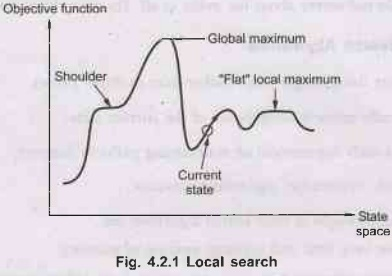 Objective function
Global maximum
Shoulder
"Flat" local maximum
Current
state
State
space
Fig. 4.2.1 Local search